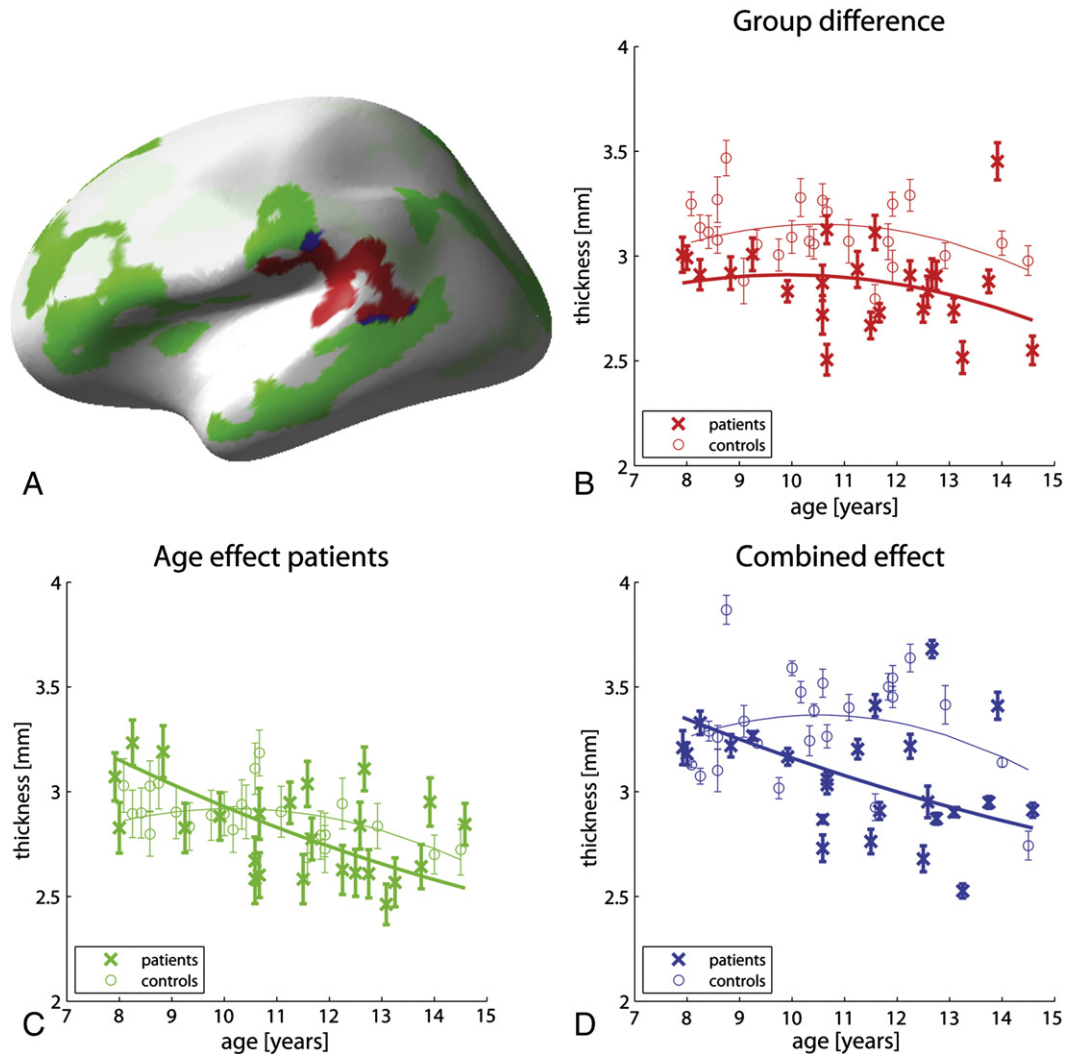 A
Group difference
4
3.5
3
2.5
2
thickness [mm]
patients
controls
7 8 9 10 11 12 13 14 15
age [years]
B
Age effect patients
4
3.5
3
2.5
2
thickness [mm]
patients
controls
7 8 9 10 11 12 13 14 15
age [years]
C
Combined effect
4
3.5
3
2.5
2
thickness [mm]
patients
controls
7 8 9 10 11 12 13 14 15
age [years]
D